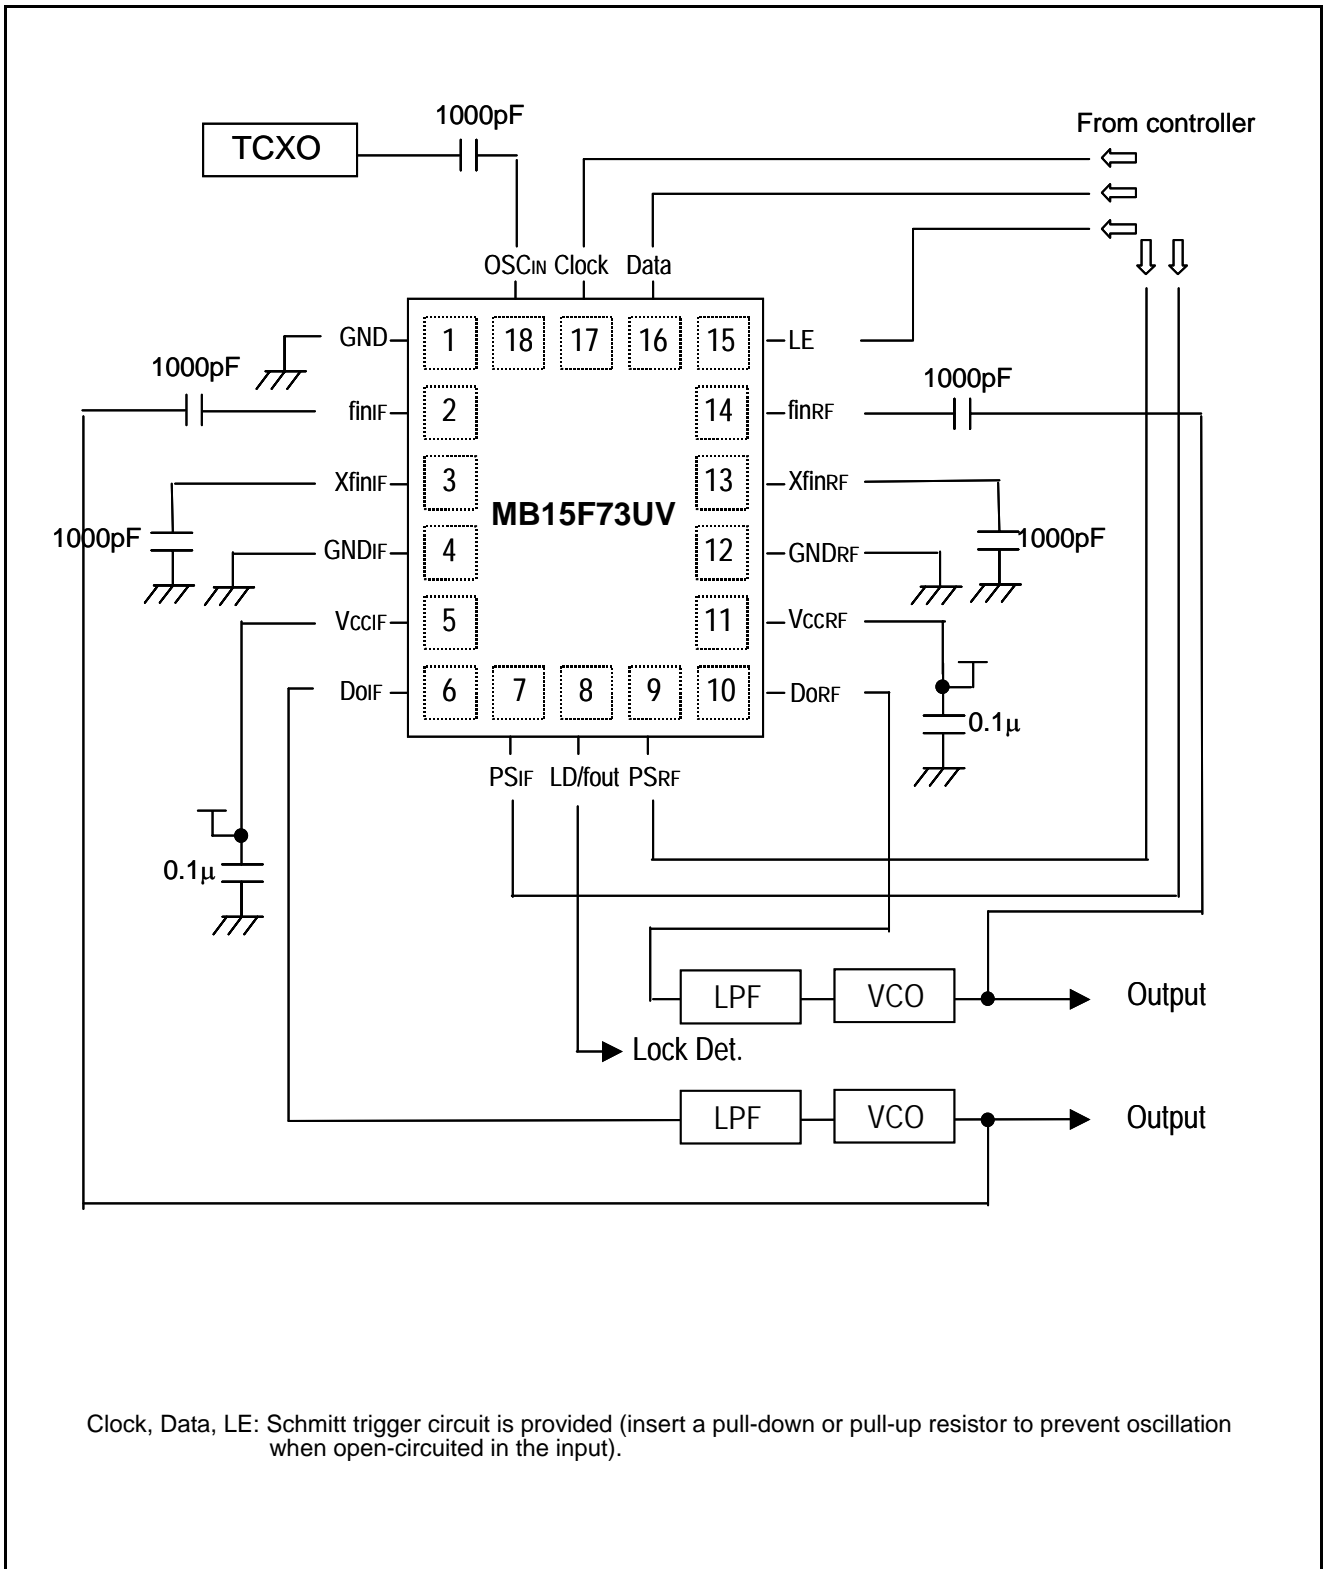 1000pF
TCXO
From controller
OSCIN Clock Data
GND 1 18 17 16 15 LE
1000pF
finIF 2
1000pF
14 finRF
XfinIF 3
13 XfinRF
MB15F73UV
1000pF
GNDIF 4
12 GNDRF
1000pF
VccIF 5
11 VccRF
DoIF 6 7 8 9 10 DoRF
0.1µ
PSIF LD/fout PSRF
0.1µ
LPF VCO Output
Lock Det.
LPF VCO Output
Clock, Data, LE: Schmitt trigger circuit is provided (insert a pull-down or pull-up resistor to prevent oscillation
when open-circuited in the input).